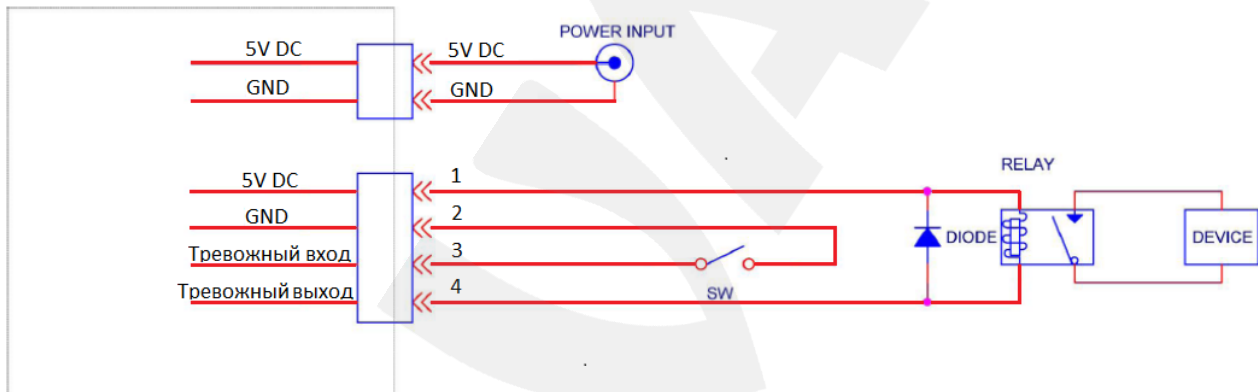 POWER INPUT
5V DC
5V DC
GND
GND
RELAY
5V DC
1
GND
2
DIODE
DEVICE
Тревожный вход
3
SW
Тревожный выход
4